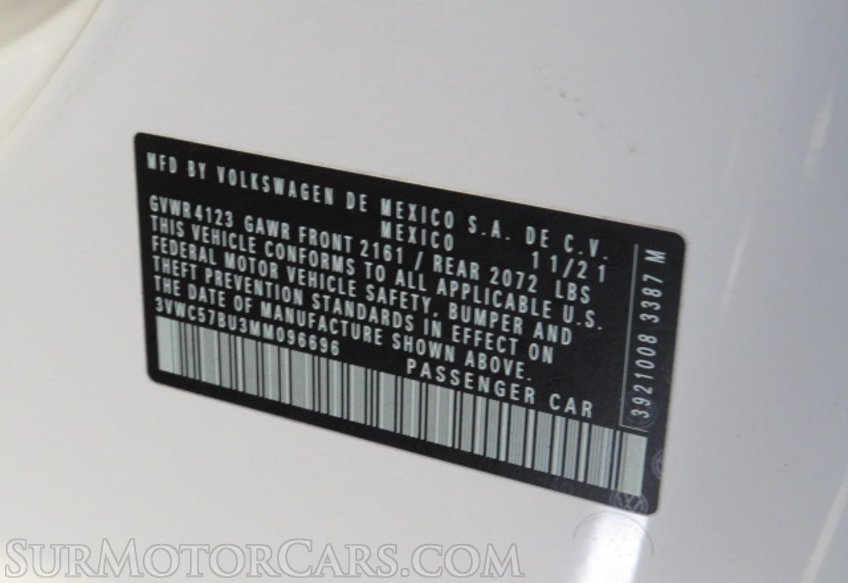 MFD BY VOLKSWAGEN DE MEXICO S.A. DE C.V.
MEXICO
11/21
GVWR 4123 GAWR FRONT 2161 / REAR 2072 LBS
THIS VEHICLE CONFORMS TO ALL APPLICABLE U.S.
FEDERAL MOTOR VEHICLE SAFETY, BUMPER AND
THEFT PREVENTION STANDARDS IN EFFECT ON
THE DATE OF MANUFACTURE SHOWN ABOVE.
3VWC57BU3MM096696
PASSENGER CAR
3921008 3387 M
SURMOTORCARS.COM